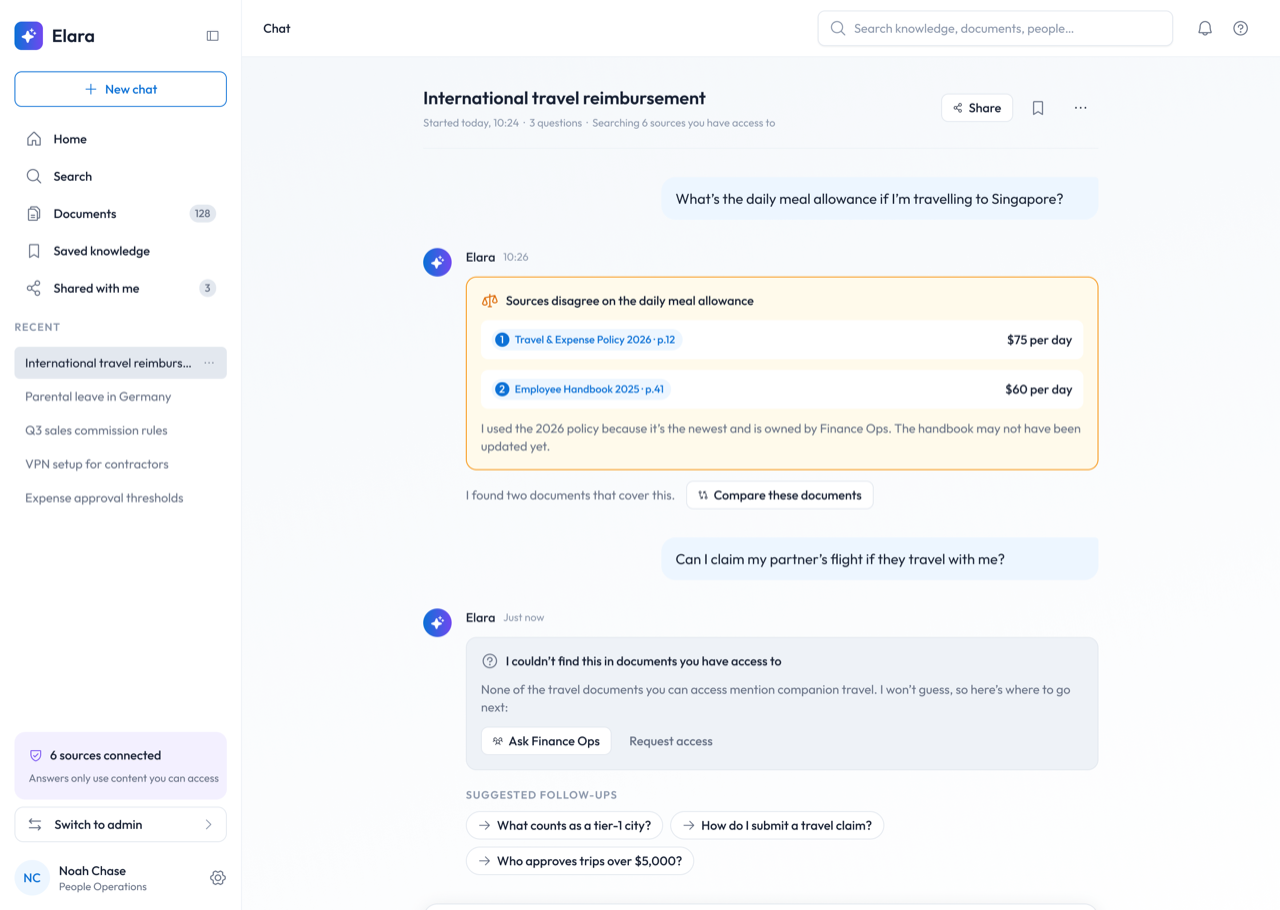 Elara
Chat
Search knowledge, documents, people…
New chat
Home
Search
Documents
128
Saved knowledge
Shared with me
3
RECENT
International travel reimburs… ···
Parental leave in Germany
Q3 sales commission rules
VPN setup for contractors
Expense approval thresholds
6 sources connected
Answers only use content you can access
Switch to admin
NC
Noah Chase
People Operations
International travel reimbursement
Started today, 10:24 · 3 questions · Searching 6 sources you have access to
Share
···
What’s the daily meal allowance if I’m travelling to Singapore?
Elara 10:26
Sources disagree on the daily meal allowance
1 Travel & Expense Policy 2026 · p.12
$75 per day
2 Employee Handbook 2025 · p.41
$60 per day
I used the 2026 policy because it’s the newest and is owned by Finance Ops. The handbook may not have been
updated yet.
I found two documents that cover this.
Compare these documents
Can I claim my partner’s flight if they travel with me?
Elara Just now
I couldn’t find this in documents you have access to
None of the travel documents you can access mention companion travel. I won’t guess, so here’s where to go
next:
Ask Finance Ops
Request access
SUGGESTED FOLLOW-UPS
→ What counts as a tier-1 city?
→ How do I submit a travel claim?
→ Who approves trips over $5,000?